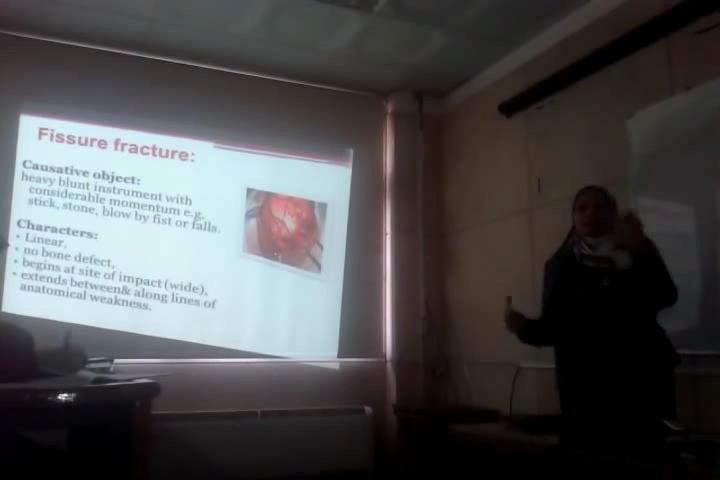 Fissure fracture:
Causative object:
heavy blunt instrument with
considerable momentum e.g.
stick, stone, blow by fist or falls.
Characters:
• Linear,
• no bone defect,
• begins at site of impact (wide),
• extends between& along lines of
anatomical weakness.